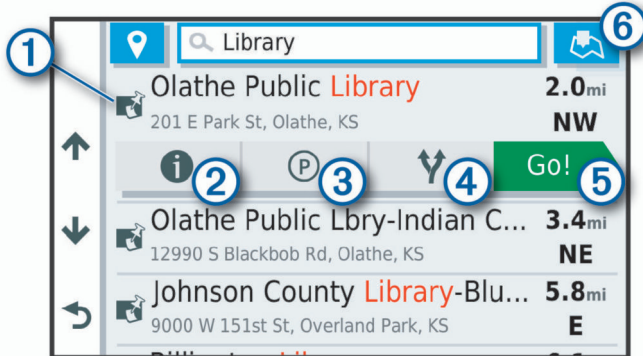 1
6
Library
Olathe Public Library
2.0mi
201 E Park St, Olathe, KS
NW
i
2
P
3
4
Go!
5
Olathe Public Lbry-Indian C...
3.4mi
12990 S Blackbob Rd, Olathe, KS
NE
Johnson County Library-Blu...
5.8mi
9000 W 151st St, Overland Park, KS
E